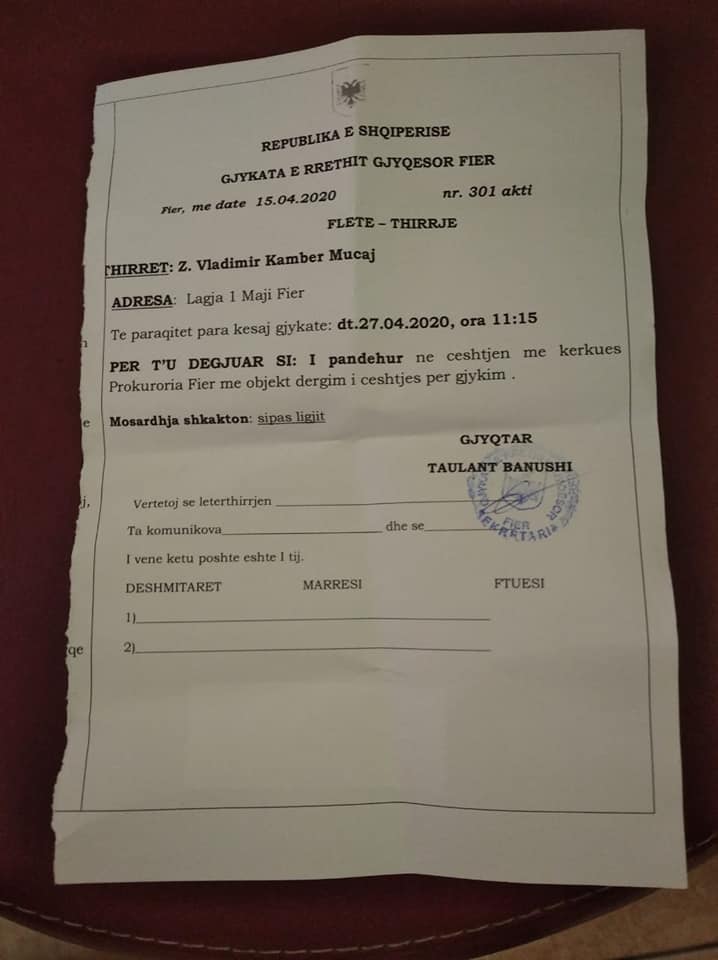 REPUBLIKA E SHQIPERISE
GJYKATA E RRETHIT GJYQESOR FIER
Fier, me date 15.04.2020 nr. 301 akti
FLETE – THIRRJE
THIRRET: Z. Vladimir Kamber Mucaj
ADRESA: Lagja 1 Maji Fier
Te paraqitet para kesaj gjykate: dt.27.04.2020, ora 11:15
PER T'U DEGJUAR SI: I pandehur ne ceshtjen me kerkues
Prokuroria Fier me objekt dergim i ceshtjes per gjykim .
Mosardhja shkakton: sipas ligjit
GJYQTAR
TAULANT BANUSHI
Vertetoj se leterthirrjen
Ta komunikova dhe se
FIER
SEKRETARI
I vene ketu poshte eshte I tij.
DESHMITARET MARRESI FTUESI
1)
2)